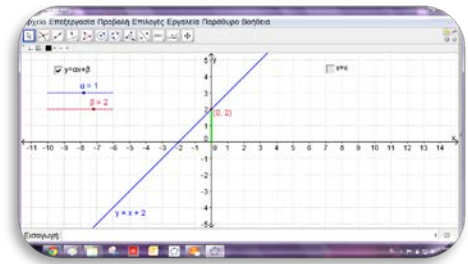 Αρχείο Επεξεργασία Προβολή Επιλογές Εργαλεία Παράθυρο Βοήθεια
y=αx+β
x=κ
α = 1
β = 2
y
5
4
3
2
1
0
(0, 2)
x
-11 -10 -9 -8 -7 -6 -5 -4 -3 -2 -1 0 1 2 3 4 5 6 7 8 9 10 11 12 13 14
-1
-2
-3
-4
-5
y = x + 2
Εισαγωγή: